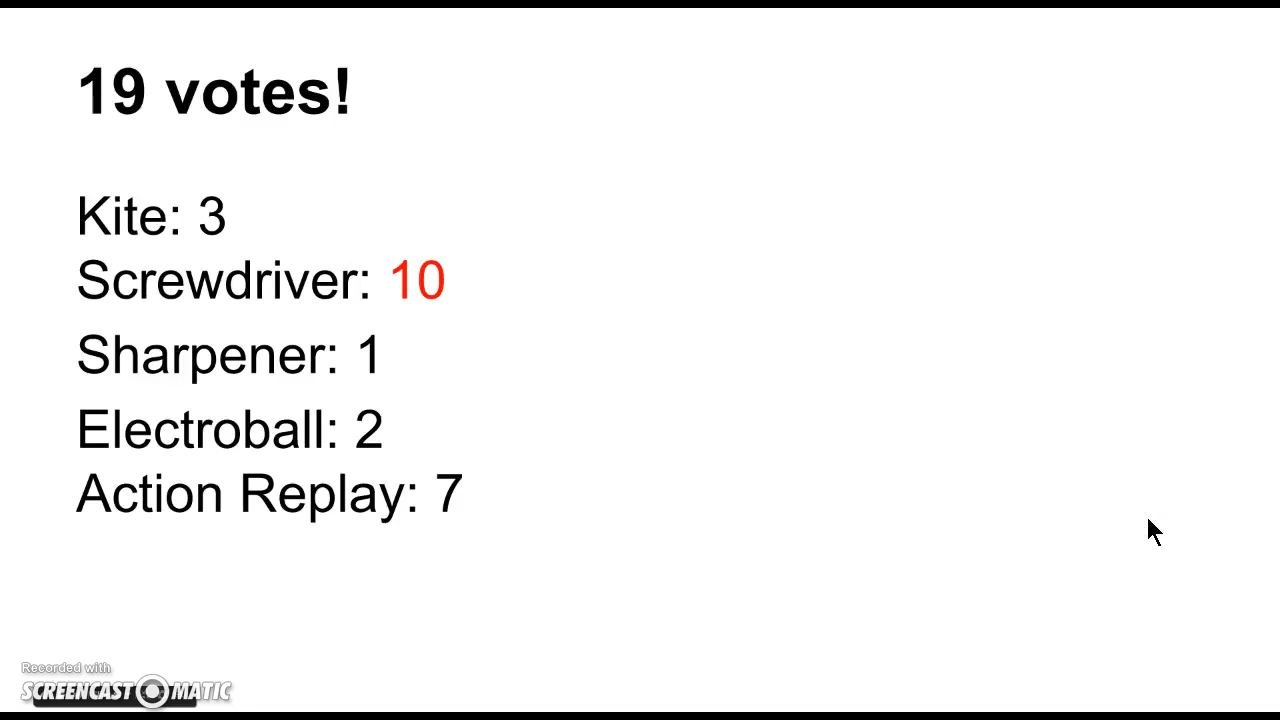 19 votes!
Kite: 3
Screwdriver: 10
Sharpener: 1
Electroball: 2
Action Replay: 7
Recorded with
SCREENCAST MATIC